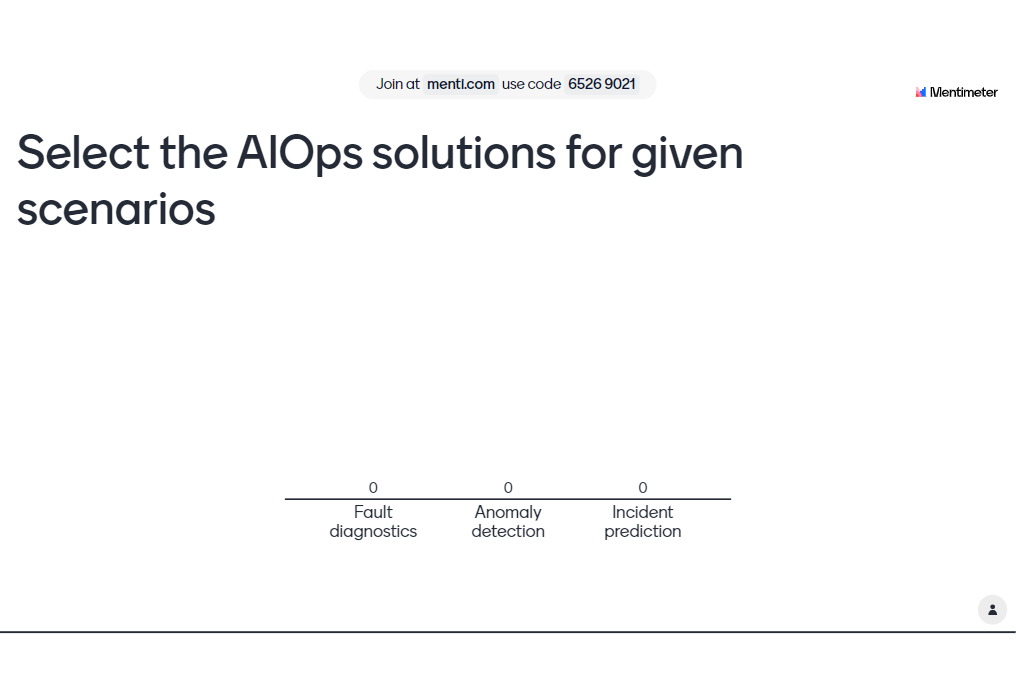 Join at menti.com use code 6526 9021
Mentimeter
Select the AIOps solutions for given
scenarios
0 0 0
Fault Anomaly Incident
diagnostics detection prediction